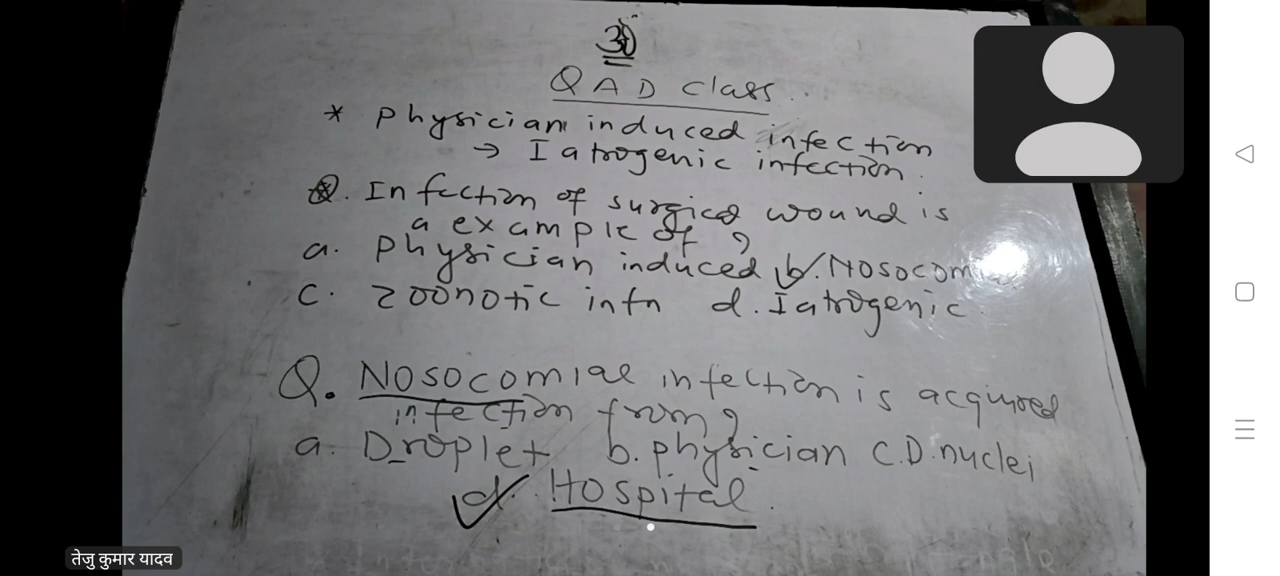 30
QAD class
* Physician induced infection
→ Iatrogenic infection.
Q. Infection of surgical wound is
a example of ?
a. Physician induced b. Nosocom
c. zoonotic infn d. Iatrogenic
Q. Nosocomial infection is acquired
infection from ?
a. Droplet b. physician c. D. nuclei
d. Hospital.
तेजु कुमार यादव